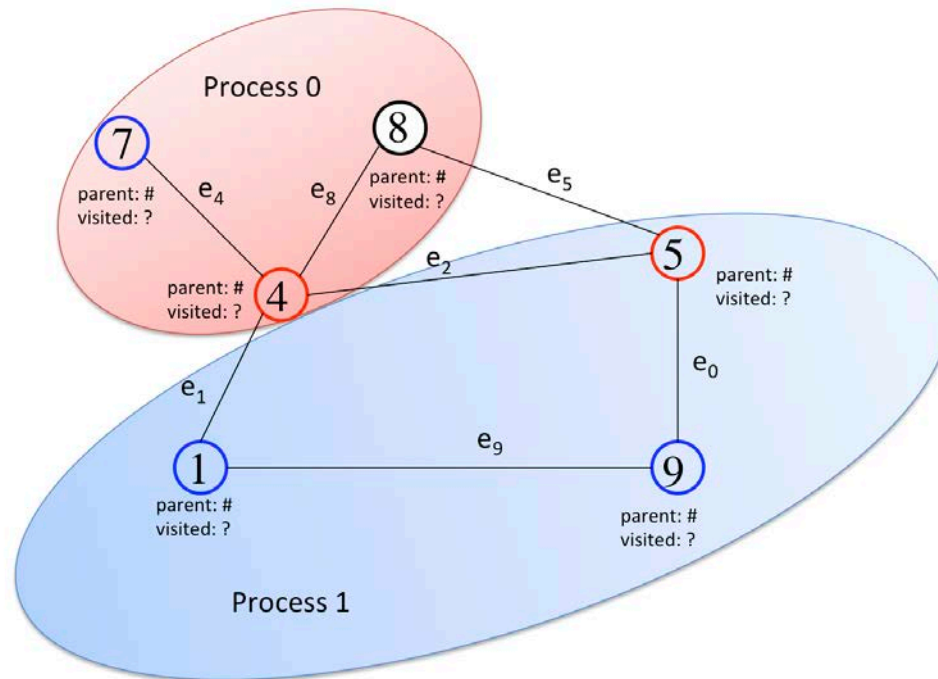 Process 0
7
8
parent: #
visited: ?
e4
e8
parent: #
visited: ?
e5
5
e2
parent: #
visited: ?
4
parent: #
visited: ?
e1
e0
e9
1
9
parent: #
visited: ?
parent: #
visited: ?
Process 1